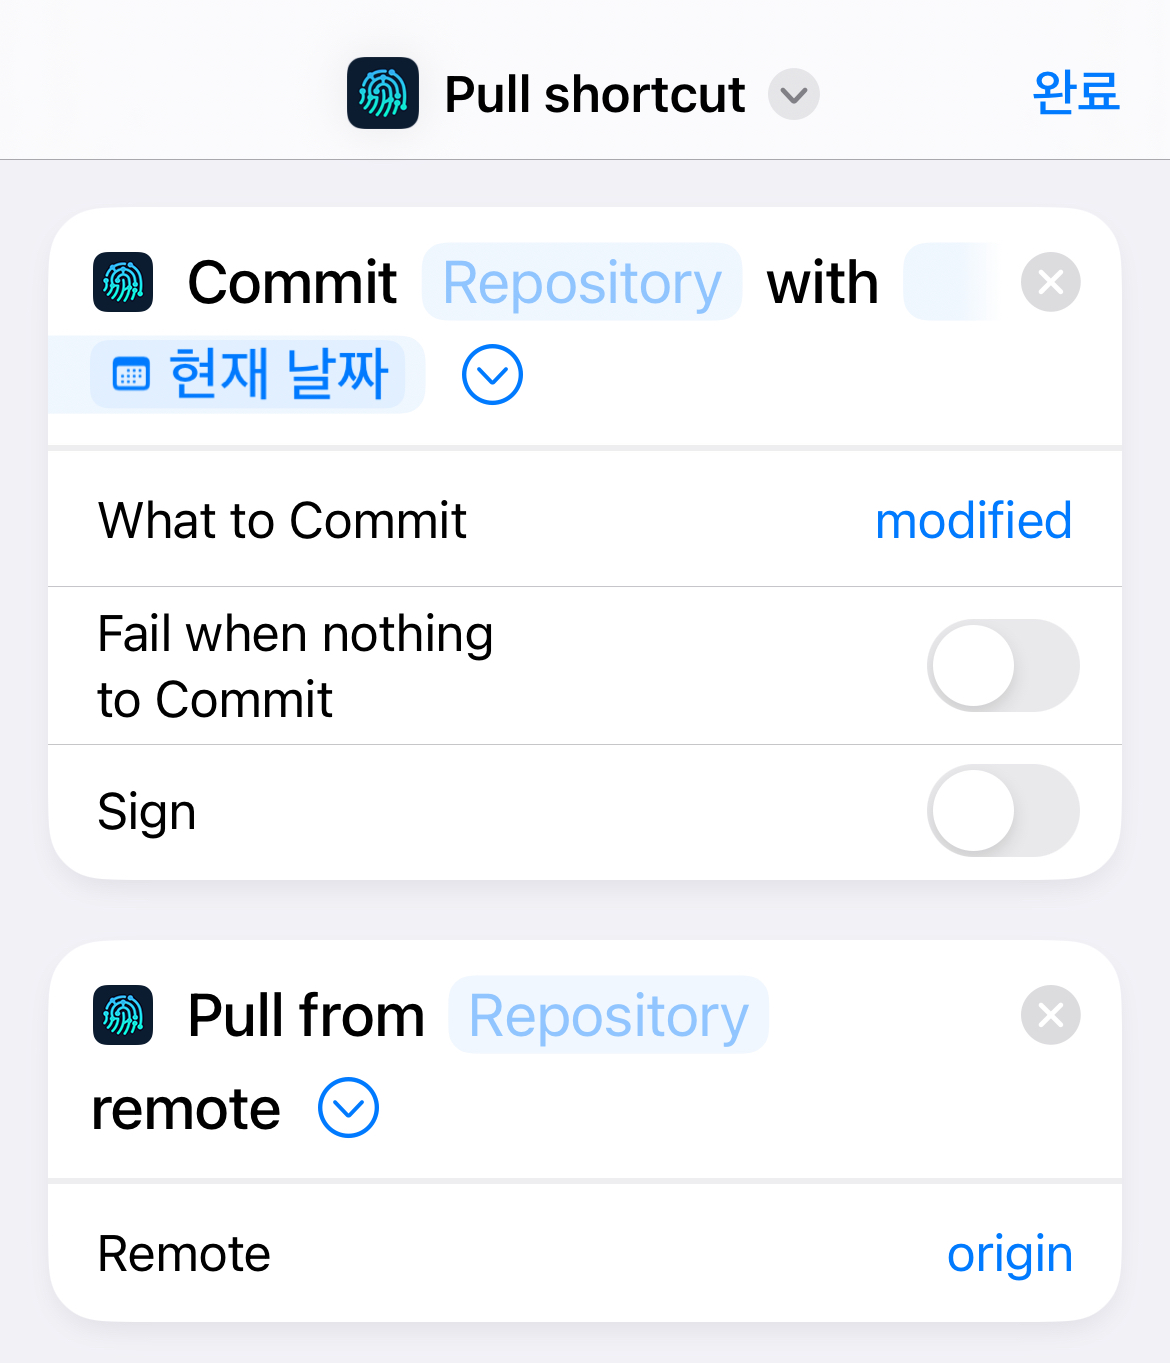 Pull shortcut
완료
Commit Repository with
현재 날짜
What to Commit
modified
Fail when nothing
to Commit
Sign
Pull from Repository
remote
Remote
origin